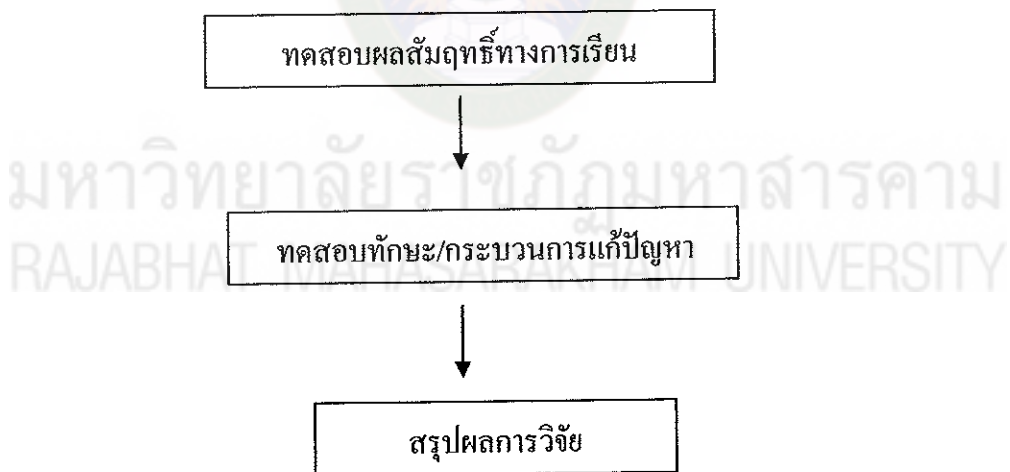 ทดสอบผลสัมฤทธิ์ทางการเรียน
มหาวิทยาลัยราชภัฏมหาสารคาม
ทดสอบทักษะ/กระบวนการแก้ปัญหา
RAJABHAT MAHASARAKHAM UNIVERSITY
สรุปผลการวิจัย